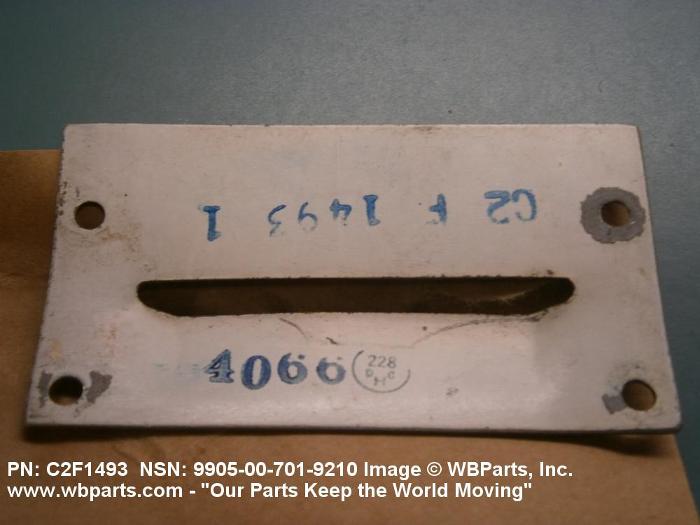 C2 F 1493 1
4066
228
DHC
PN: C2F1493 NSN: 9905-00-701-9210 Image © WBParts, Inc.
www.wbparts.com - "Our Parts Keep the World Moving"